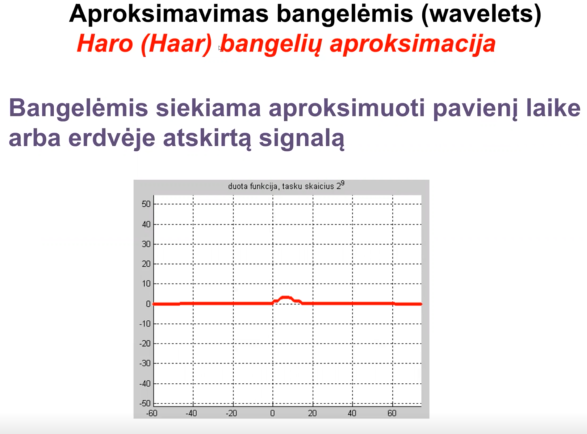 Aproksimavimas bangelėmis (wavelets)
Haro (Haar) bangelių aproksimacija
Bangelėmis siekiama aproksimuoti pavienį laike
arba erdvėje atskirtą signalą
duota funkcija, tasku skaicius 2^9
50
40
30
20
10
0
-10
-20
-30
-40
-50
-60 -40 -20 0 20 40 60